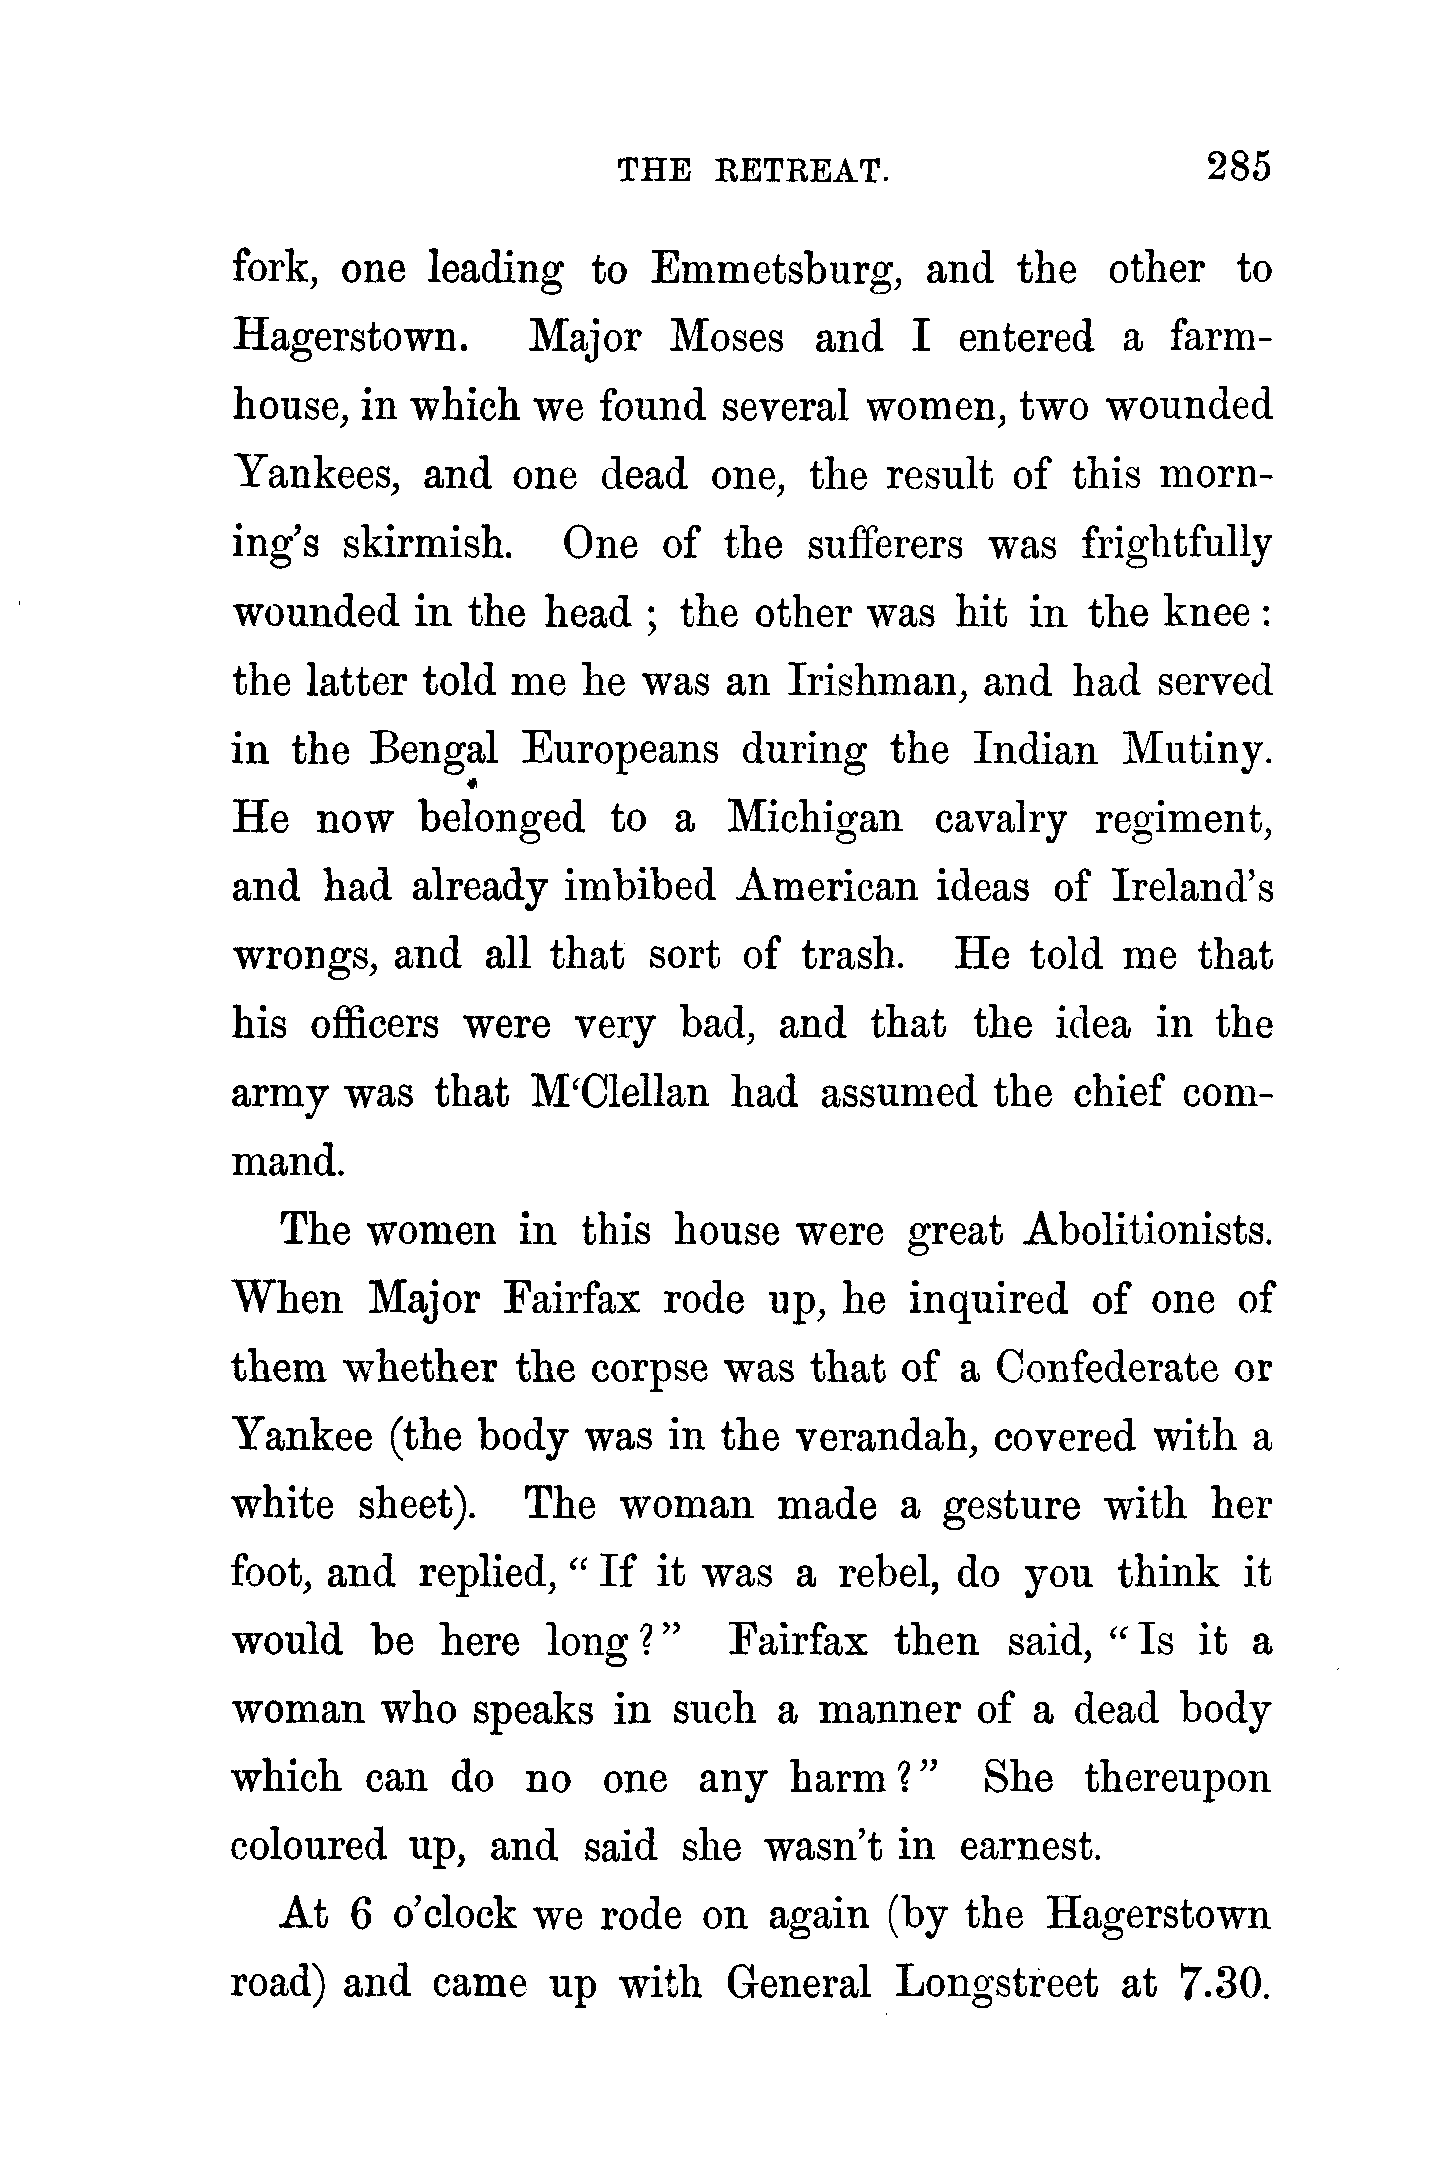 THE RETREAT. 285
fork, one leading to Emmetsburg, and the other to
Hagerstown. Major Moses and I entered a farm-
house, in which we found several women, two wounded
Yankees, and one dead one, the result of this morn-
ing's skirmish. One of the sufferers was frightfully
wounded in the head ; the other was hit in the knee :
the latter told me he was an Irishman, and had served
in the Bengal Europeans during the Indian Mutiny.
He now belonged to a Michigan cavalry regiment,
and had already imbibed American ideas of Ireland's
wrongs, and all that sort of trash. He told me that
his officers were very bad, and that the idea in the
army was that M‘Clellan had assumed the chief com-
mand.
The women in this house were great Abolitionists.
When Major Fairfax rode up, he inquired of one of
them whether the corpse was that of a Confederate or
Yankee (the body was in the verandah, covered with a
white sheet). The woman made a gesture with her
foot, and replied, “ If it was a rebel, do you think it
would be here long ? ” Fairfax then said, “ Is it a
woman who speaks in such a manner of a dead body
which can do no one any harm ? ” She thereupon
coloured up, and said she wasn't in earnest.
At 6 o'clock we rode on again (by the Hagerstown
road) and came up with General Longstreet at 7.30.